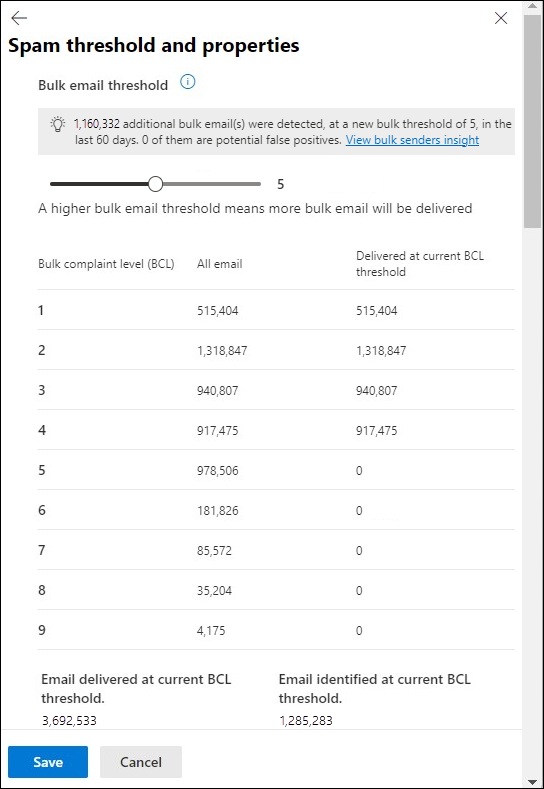 Spam threshold and properties
Bulk email threshold
1,160,332 additional bulk email(s) were detected, at a new bulk threshold of 5, in the
last 60 days. 0 of them are potential false positives. View bulk senders insight
5
A higher bulk email threshold means more bulk email will be delivered
Bulk complaint level (BCL) All email Delivered at current BCL
threshold
1 515,404 515,404
2 1,318,847 1,318,847
3 940,807 940,807
4 917,475 917,475
5 978,506 0
6 181,826 0
7 85,572 0
8 35,204 0
9 4,175 0
Email delivered at current BCL Email identified at current BCL
threshold. threshold.
3,692,533 1,285,283
Save Cancel